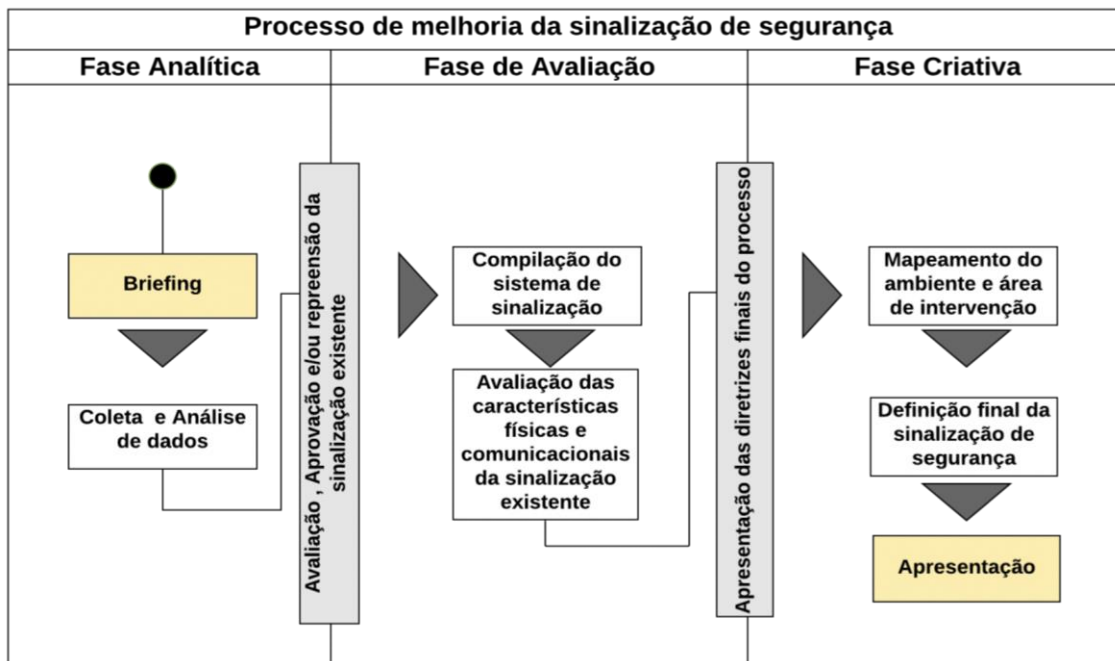 Processo de melhoria da sinalização de segurança
Fase Analítica
Fase de Avaliação
Fase Criativa
Briefing
Coleta e Análise
de dados
Avaliação , Aprovação e/ou repreensão da
sinalização existente
Compilação do
sistema de
sinalização
Avaliação das
características
físicas e
comunicacionais
da sinalização
existente
Apresentação das diretrizes finais do processo
Mapeamento do
ambiente e área
de intervenção
Definição final da
sinalização de
segurança
Apresentação